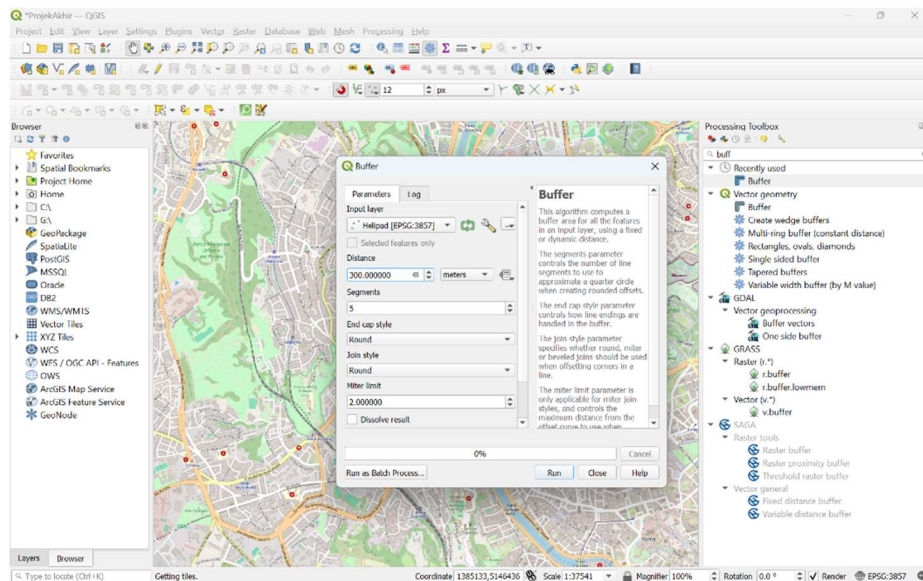 *ProjekAkhir — QGIS
Project Edit View Layer Settings Plugins Vector Raster Database Web Mesh Processing Help
12 px
Browser
Favorites
Spatial Bookmarks
Project Home
Home
C:\
G:\
GeoPackage
SpatiaLite
PostGIS
MSSQL
Oracle
DB2
WMS/WMTS
Vector Tiles
XYZ Tiles
WCS
WFS / OGC API - Features
OWS
ArcGIS Map Service
ArcGIS Feature Service
GeoNode
Layers Browser
Buffer
Parameters Log
Input layer
Helipad [EPSG:3857]
Selected features only
Distance
300.000000 meters
Segments
5
End cap style
Round
Join style
Round
Miter limit
2.000000
Dissolve result
Buffer
This algorithm computes a
buffer area for all the features
in an input layer, using a fixed
or dynamic distance.
The segments parameter
controls the number of line
segments to use to
approximate a quarter circle
when creating rounded offsets.
The end cap style parameter
controls how line endings are
handled in the buffer.
The join style parameter
specifies whether round, miter
or beveled joins should be used
when offsetting corners in a
line.
The miter limit parameter is
only applicable for miter join
styles, and controls the
maximum distance from the
offset curve to use when
0% Cancel
Run as Batch Process... Run Close Help
Processing Toolbox
buff
Recently used
Buffer
Vector geometry
Buffer
Create wedge buffers
Multi-ring buffer (constant distance)
Rectangles, ovals, diamonds
Single sided buffer
Tapered buffers
Variable width buffer (by M value)
GDAL
Vector geoprocessing
Buffer vectors
One side buffer
GRASS
Raster (r.*)
r.buffer
r.buffer.lowmem
Vector (v.*)
v.buffer
SAGA
Raster tools
Raster buffer
Raster proximity buffer
Threshold raster buffer
Vector general
Fixed distance buffer
Variable distance buffer
Type to locate (Ctrl+K) Getting tiles. Coordinate 1385133,5146436 Scale 1:37541 Magnifier 100% Rotation 0.0 ° Render EPSG:3857